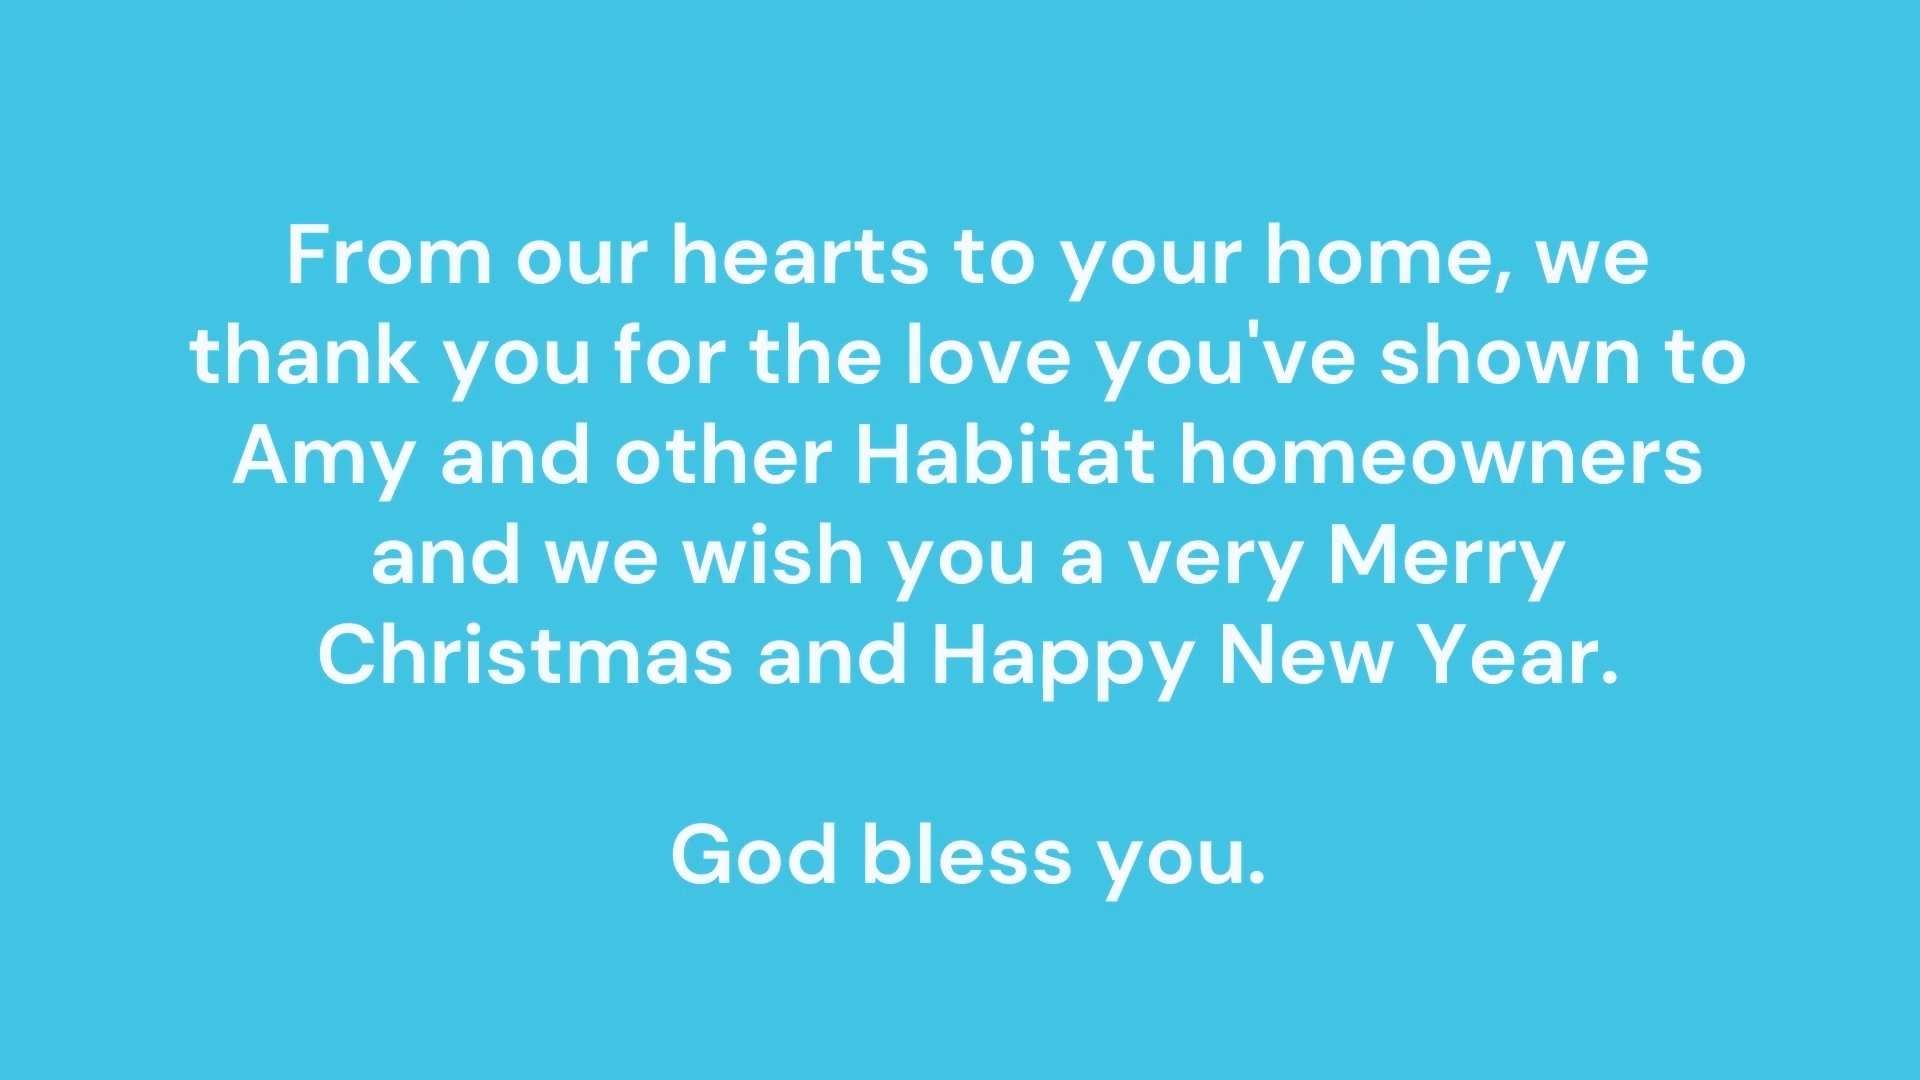 From our hearts to your home, we
thank you for the love you've shown to
Amy and other Habitat homeowners
and we wish you a very Merry
Christmas and Happy New Year.
God bless you.